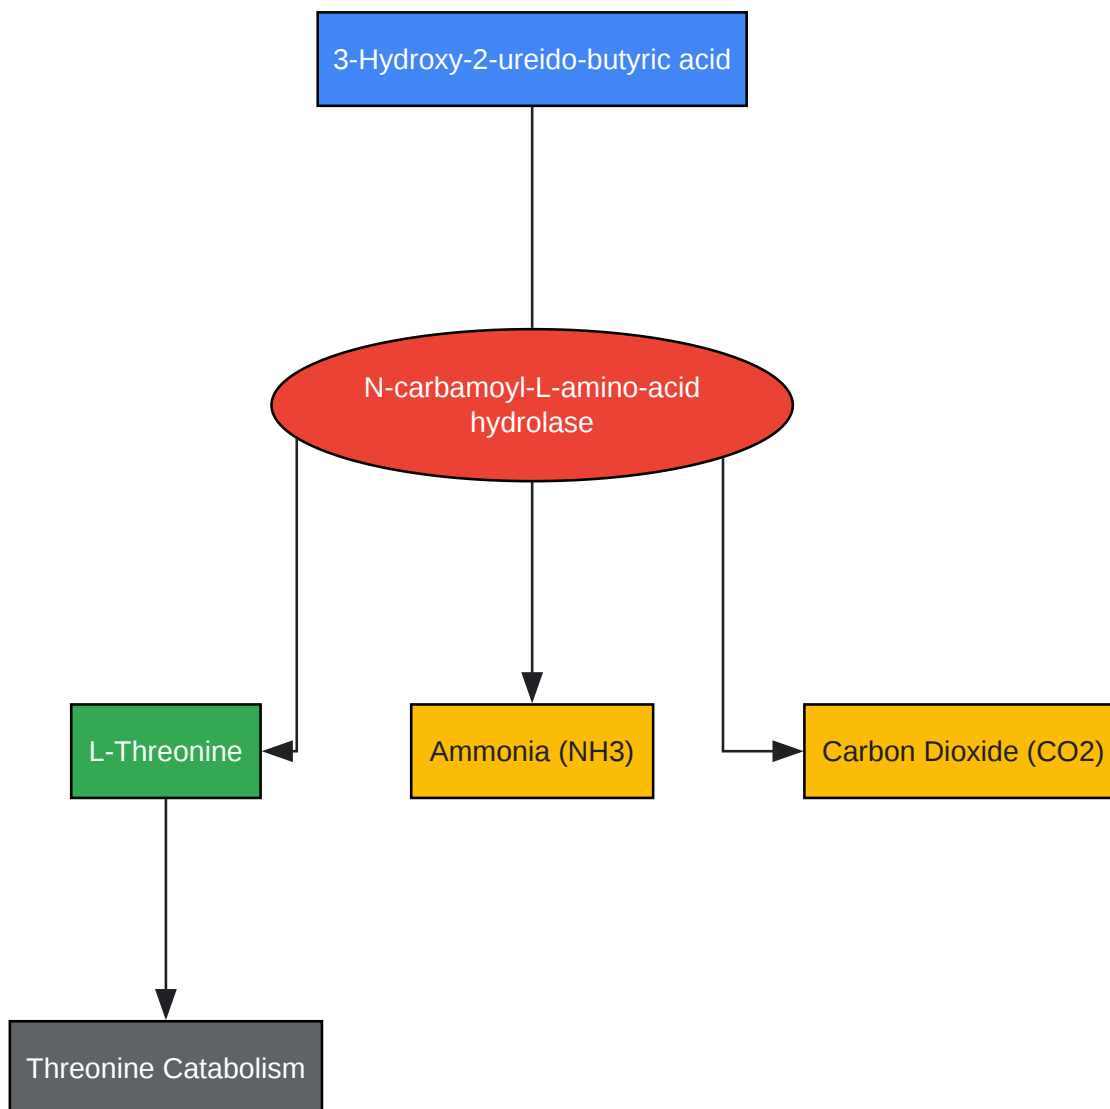 3-Hydroxy-2-ureido-butyric acid
N-carbamoyl-L-amino-acid
hydrolase
L-Threonine
Ammonia (NH3)
Carbon Dioxide (CO2)
Threonine Catabolism